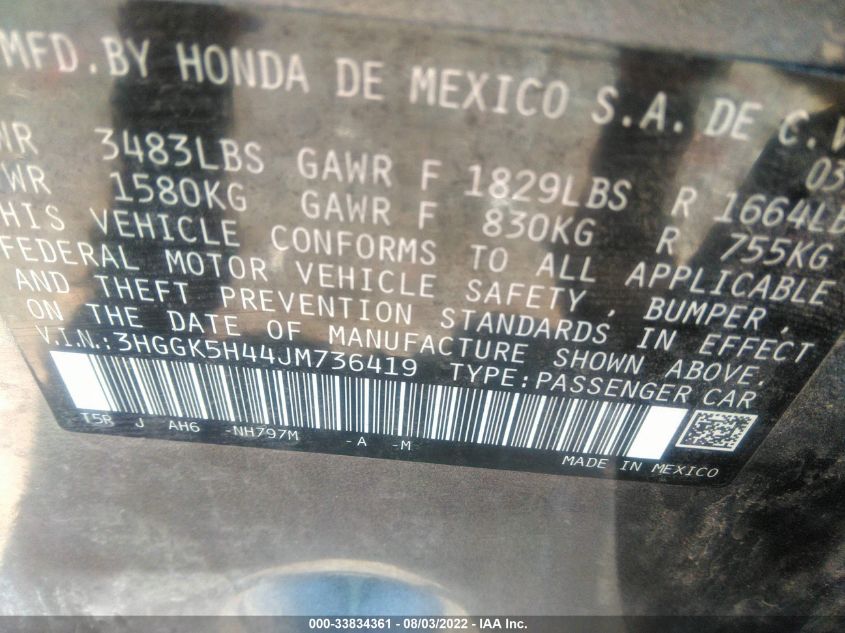 MFD.BY HONDA DE MEXICO S.A. DE C.V
WR 3483LBS GAWR F 1829LBS R 1664LB
WR 1580KG GAWR F 830KG R 755KG
HIS VEHICLE CONFORMS TO ALL APPLICABLE
FEDERAL MOTOR VEHICLE SAFETY, BUMPER,
AND THEFT PREVENTION STANDARDS IN EFFECT
ON THE DATE OF MANUFACTURE SHOWN ABOVE.
V.I.N.:3HGGK5H44JM736419 TYPE:PASSENGER CAR
T5R J AH6 -NH797M -A -M
MADE IN MEXICO
000-33834361 - 08/03/2022 - IAA Inc.